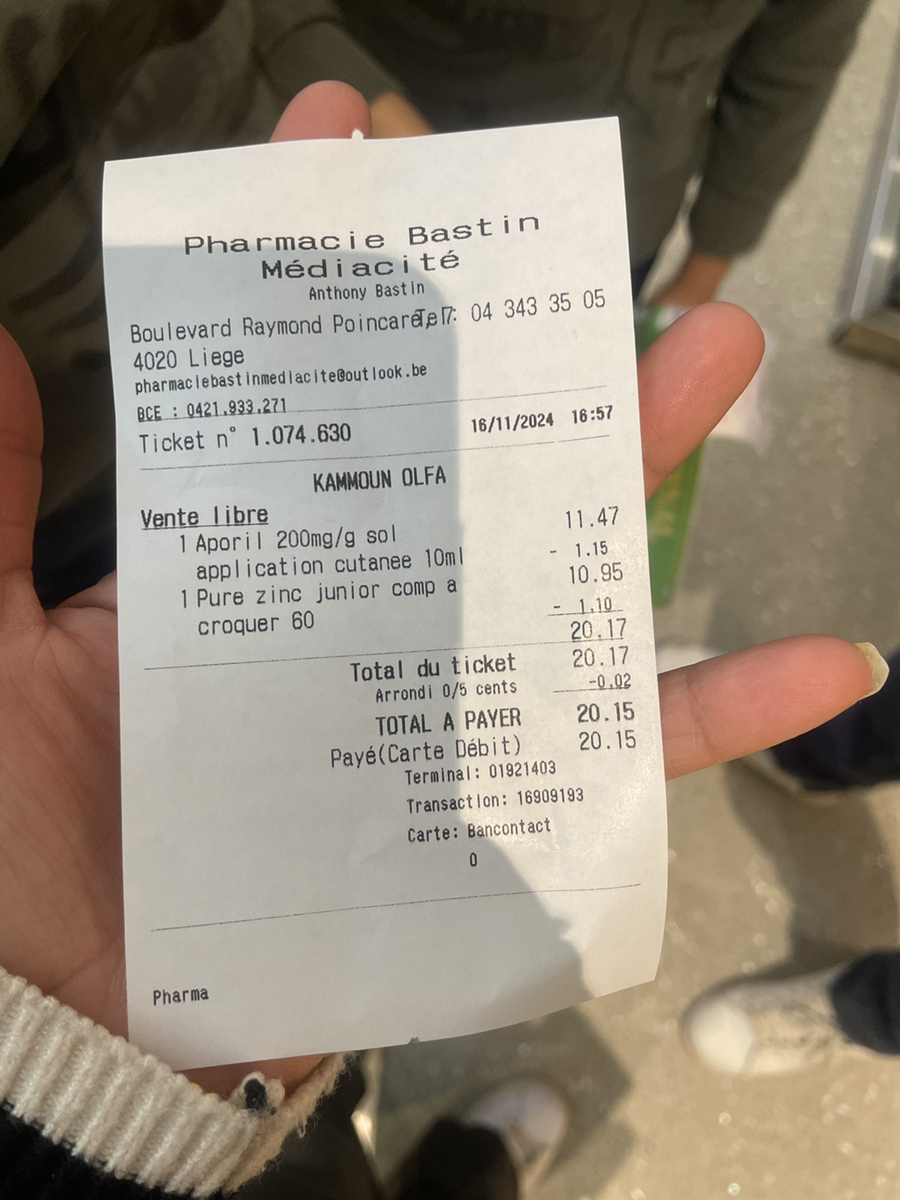 Pharmacie Bastin
Médiacité
Anthony Bastin
Boulevard Raymond Poincaré, 7 Tel: 04 343 35 05
4020 Liege
pharmaciebastinmediacite@outlook.be
BCE : 0421.933.271
Ticket n° 1.074.630 16/11/2024 16:57
KAMMOUN OLFA
Vente libre
1 Aporil 200mg/g sol 11.47
application cutanee 10ml - 1.15
1 Pure zinc junior comp a 10.95
croquer 60 - 1.10
20.17
Total du ticket 20.17
Arrondi 0/5 cents -0.02
TOTAL A PAYER 20.15
Payé(Carte Débit) 20.15
Terminal: 01921403
Transaction: 16909193
Carte: Bancontact
0
Pharma